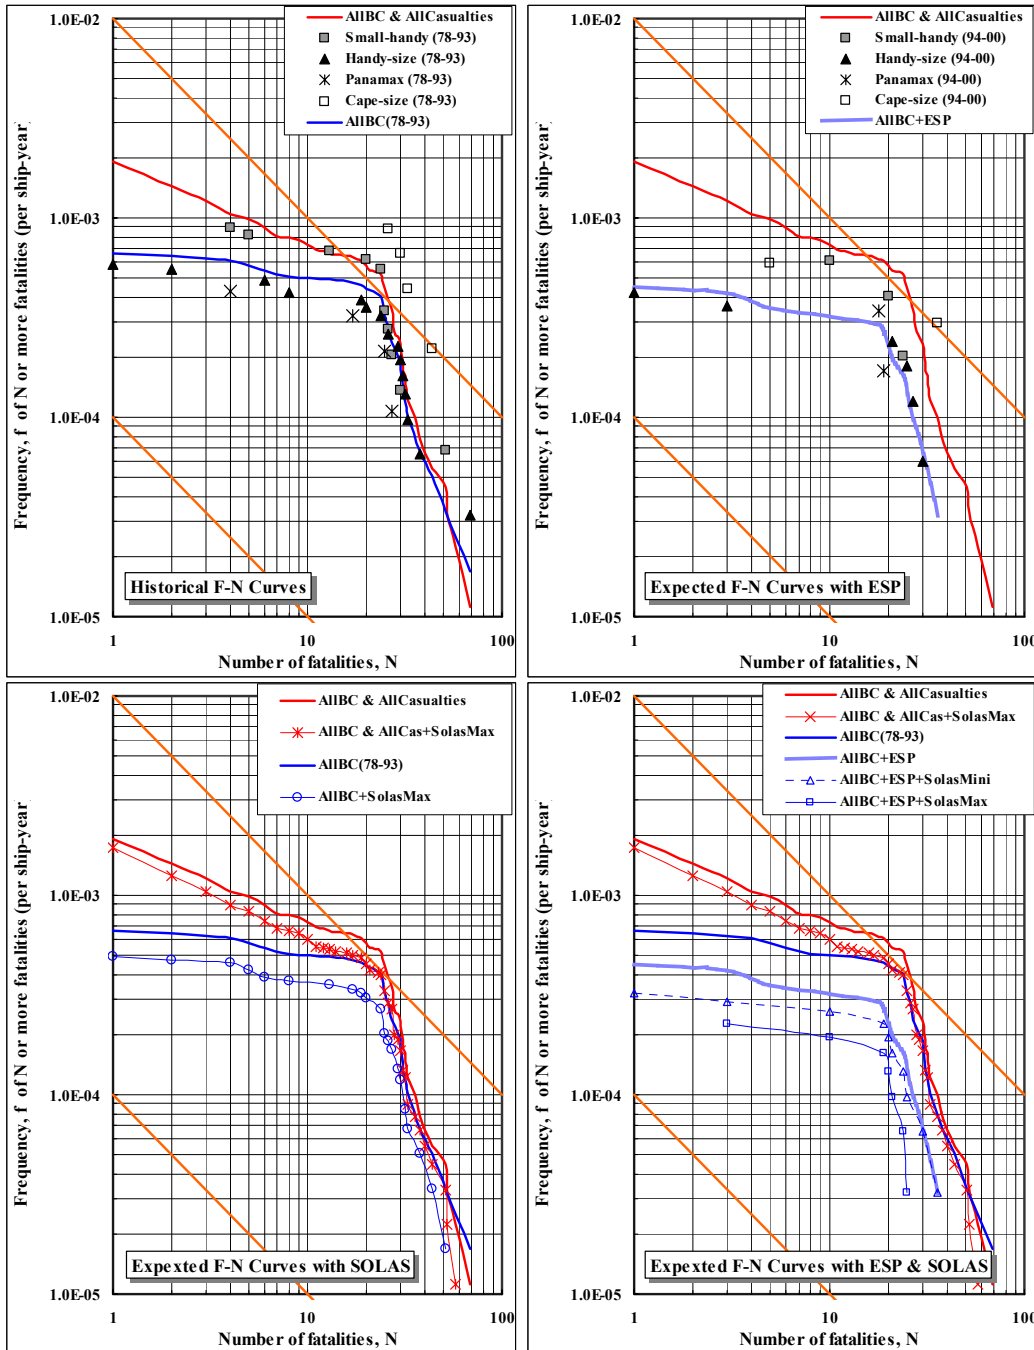 1.0E-02
1.0E-03
1.0E-04
1.0E-05
Frequency, f of N or more fatalities (per ship-year)
AllBC & AllCasualties
Small-handy (78-93)
Handy-size (78-93)
Panamax (78-93)
Cape-size (78-93)
AllBC(78-93)
Historical F-N Curves
1 10 100
Number of fatalities, N
1.0E-02
1.0E-03
1.0E-04
1.0E-05
Frequency, f of N or more fatalities (per ship-year)
AllBC & AllCasualties
Small-handy (94-00)
Handy-size (94-00)
Panamax (94-00)
Cape-size (94-00)
AllBC+ESP
Expected F-N Curves with ESP
1 10 100
Number of fatalities, N
1.0E-02
1.0E-03
1.0E-04
1.0E-05
Frequency, f of N or more fatalities (per ship-year
AllBC & AllCasualties
AllBC & AllCas+SolasMax
AllBC(78-93)
AllBC+SolasMax
Expexted F-N Curves with SOLAS
1 10 100
Number of fatalities, N
1.0E-02
1.0E-03
1.0E-04
1.0E-05
Frequency, f of N or more fatalities (per ship-year
AllBC & AllCasualties
AllBC & AllCas+SolasMax
AllBC(78-93)
AllBC+ESP
AllBC+ESP+SolasMini
AllBC+ESP+SolasMax
Expexted F-N Curves with ESP & SOLAS
1 10 100
Number of fatalities, N